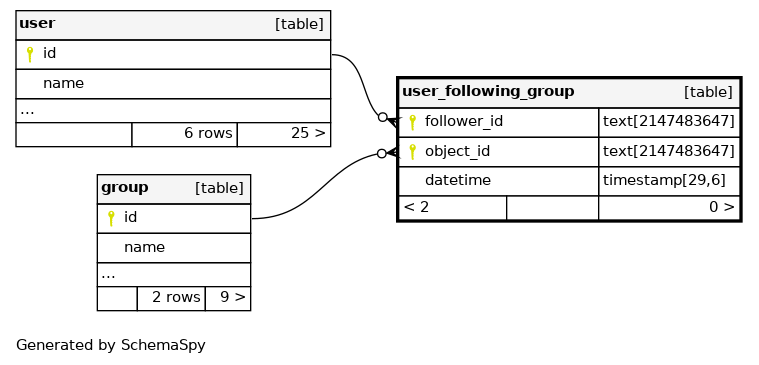 user [table]
id
name
...
6 rows 25 >
user_following_group [table]
follower_id text[2147483647]
object_id text[2147483647]
datetime timestamp[29,6]
< 2 0 >
group [table]
id
name
...
2 rows 9 >
Generated by SchemaSpy